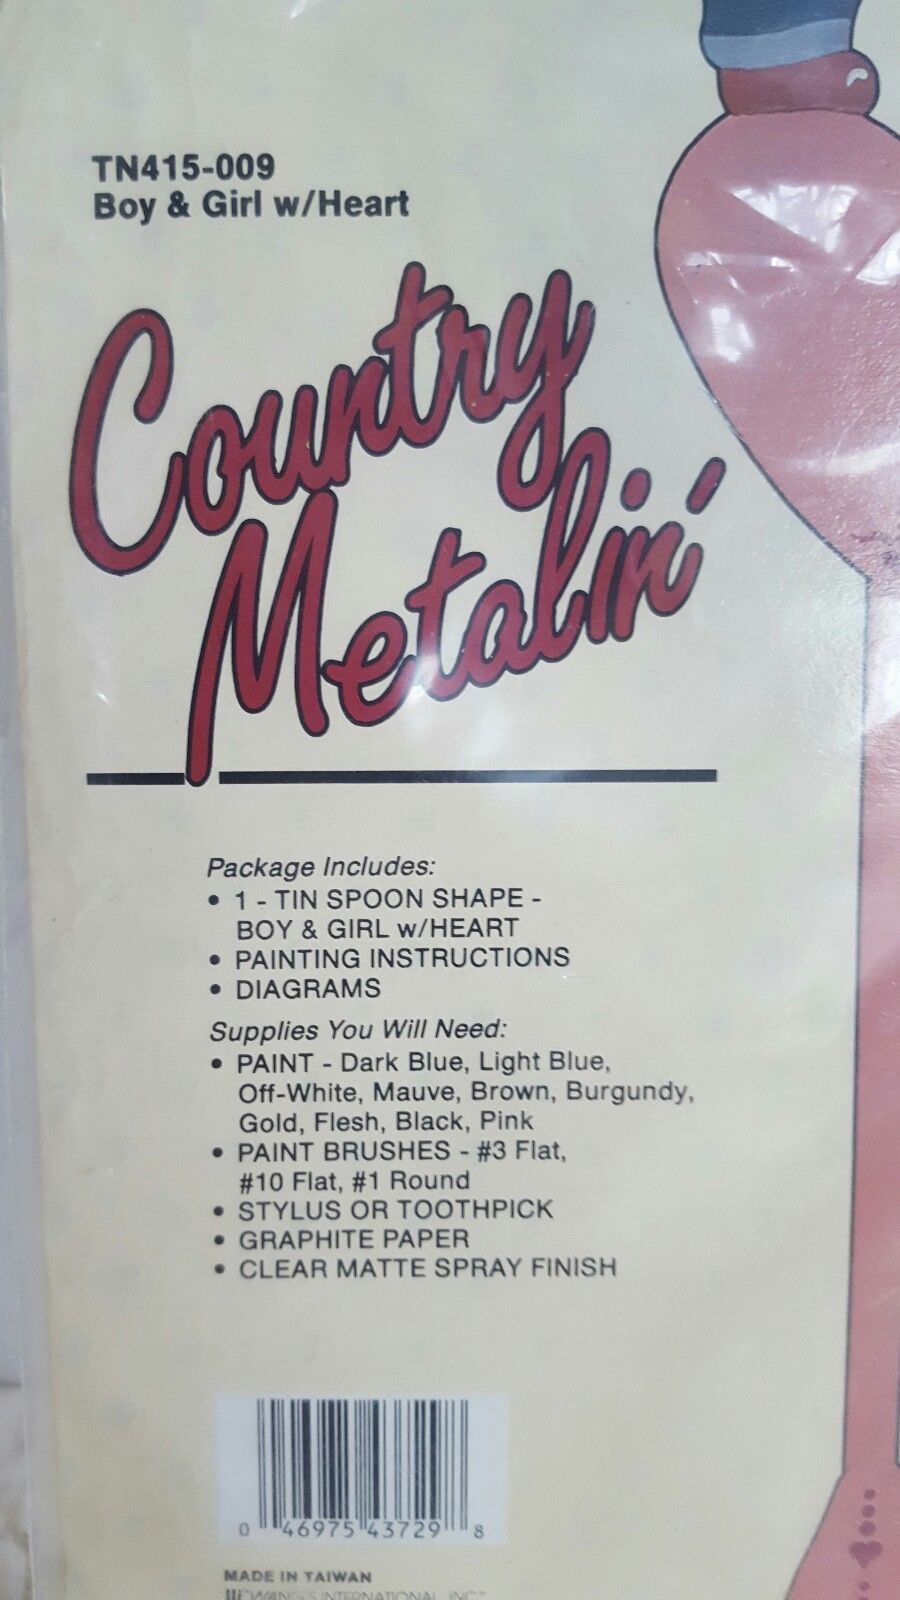 TN415-009
Boy & Girl w/Heart
Country
Metalin'
Package Includes:
• 1 - TIN SPOON SHAPE -
BOY & GIRL w/HEART
• PAINTING INSTRUCTIONS
• DIAGRAMS
Supplies You Will Need:
• PAINT - Dark Blue, Light Blue,
Off-White, Mauve, Brown, Burgundy,
Gold, Flesh, Black, Pink
• PAINT BRUSHES - #3 Flat,
#10 Flat, #1 Round
• STYLUS OR TOOTHPICK
• GRAPHITE PAPER
• CLEAR MATTE SPRAY FINISH
0 46975 43729 8
MADE IN TAIWAN
INTERNATIONAL, INC